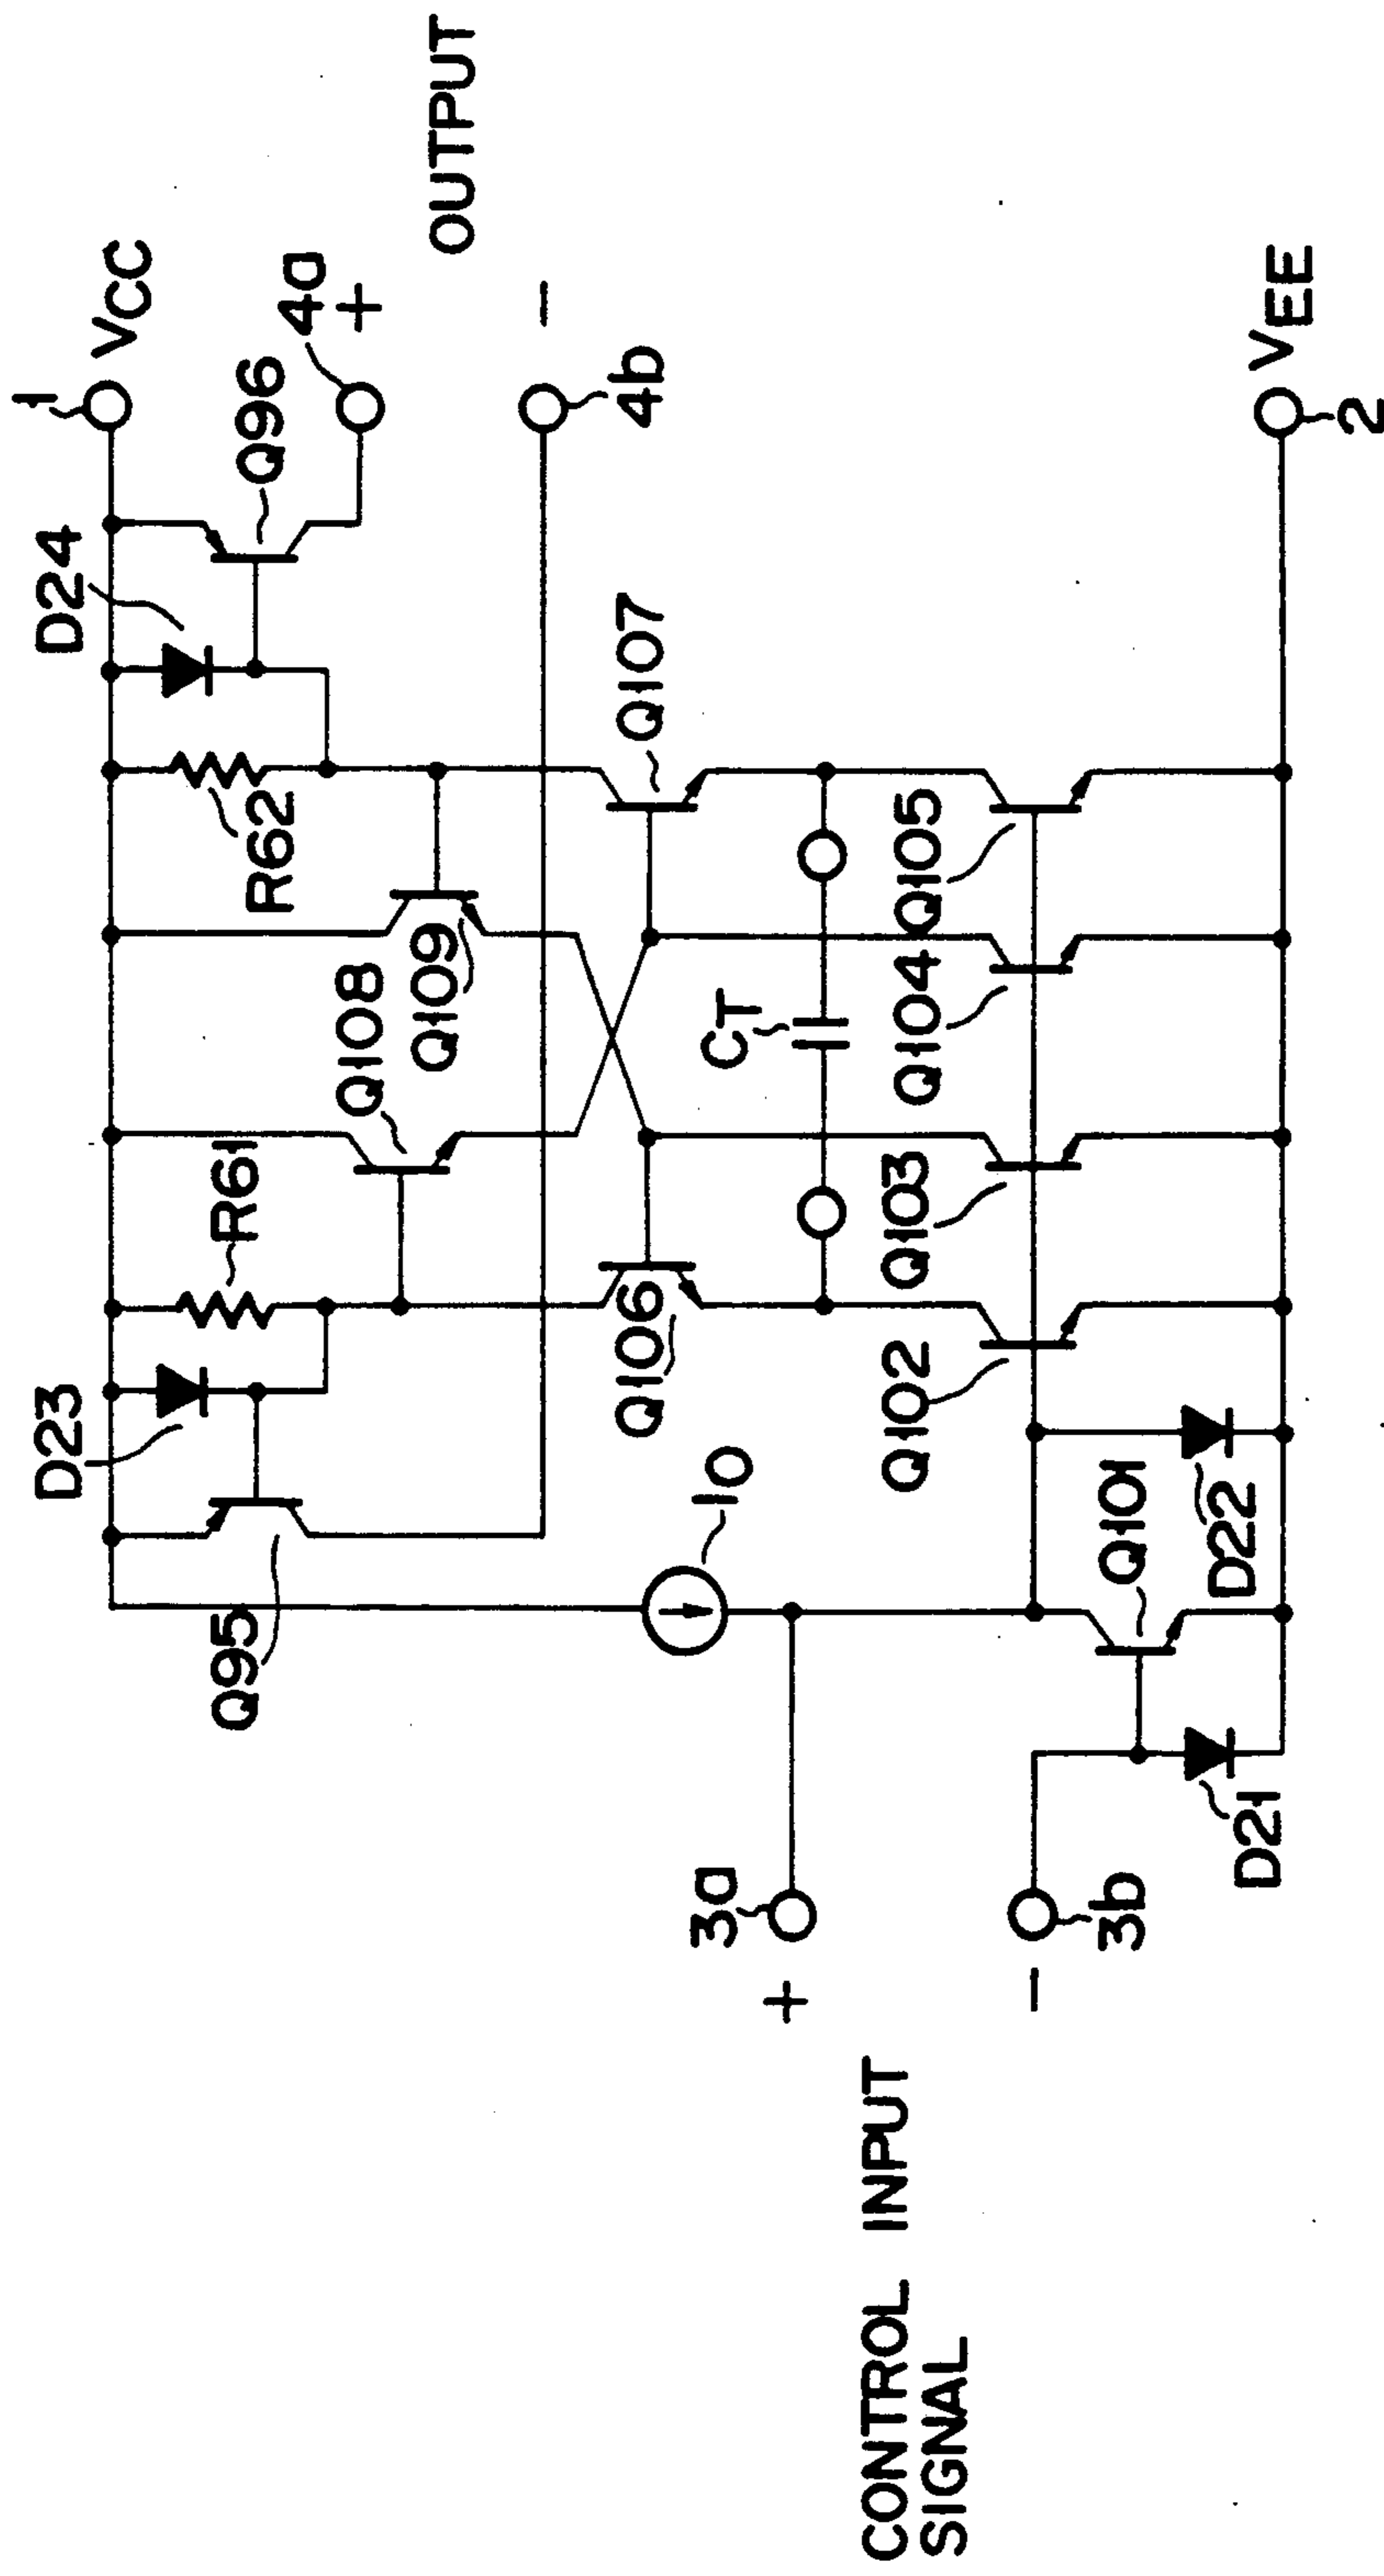 1
VCC
D24
Q96
4a
+
OUTPUT
−
4b
R62
Q109
Q108
R61
D23
Q95
Q107
Q106
CT
IO
Q105
Q104
Q103
Q102
Q101
D22
D21
VEE
2
3a
+
3b
−
CONTROL INPUT
SIGNAL